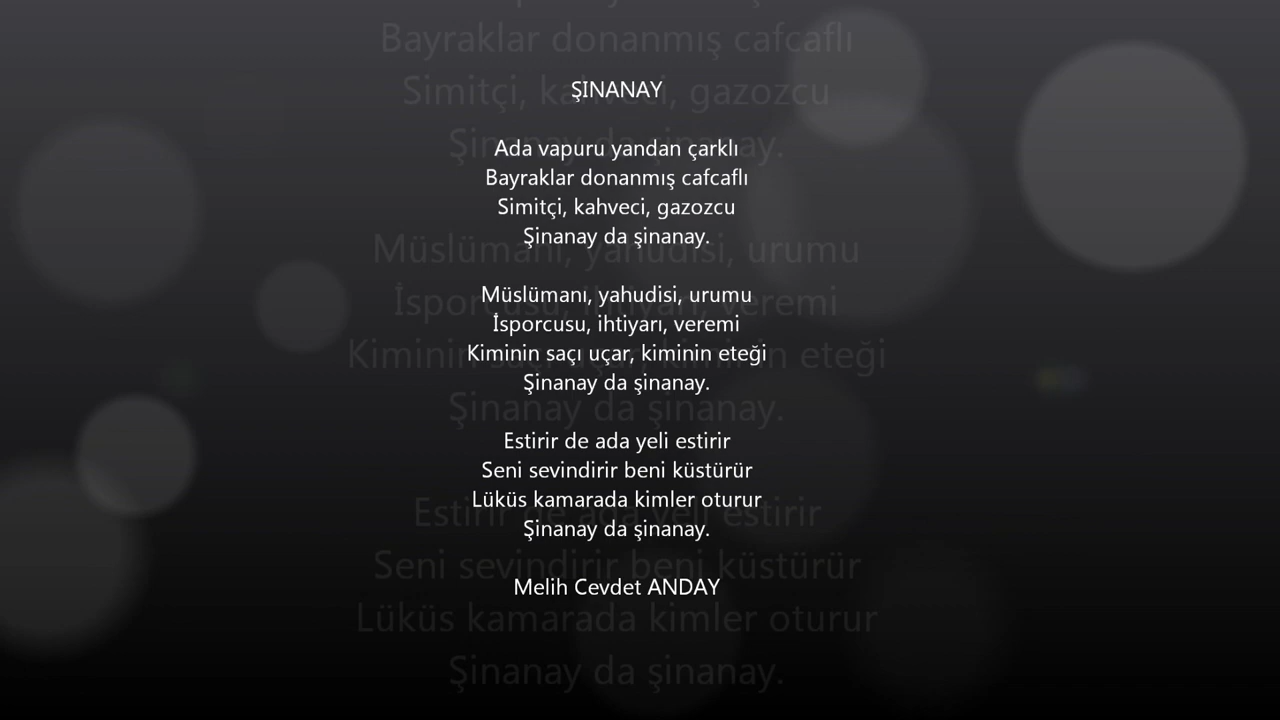 ŞINANAY
Ada vapuru yandan çarklı
Bayraklar donanmış cafcaflı
Simitçi, kahveci, gazozcu
Şinanay da şinanay.
Müslümanı, yahudisi, urumu
İsporcusu, ihtiyarı, veremi
Kiminin saçı uçar, kiminin eteği
Şinanay da şinanay.
Estirir de ada yeli estirir
Seni sevindirir beni küstürür
Lüküs kamarada kimler oturur
Şinanay da şinanay.
Melih Cevdet ANDAY